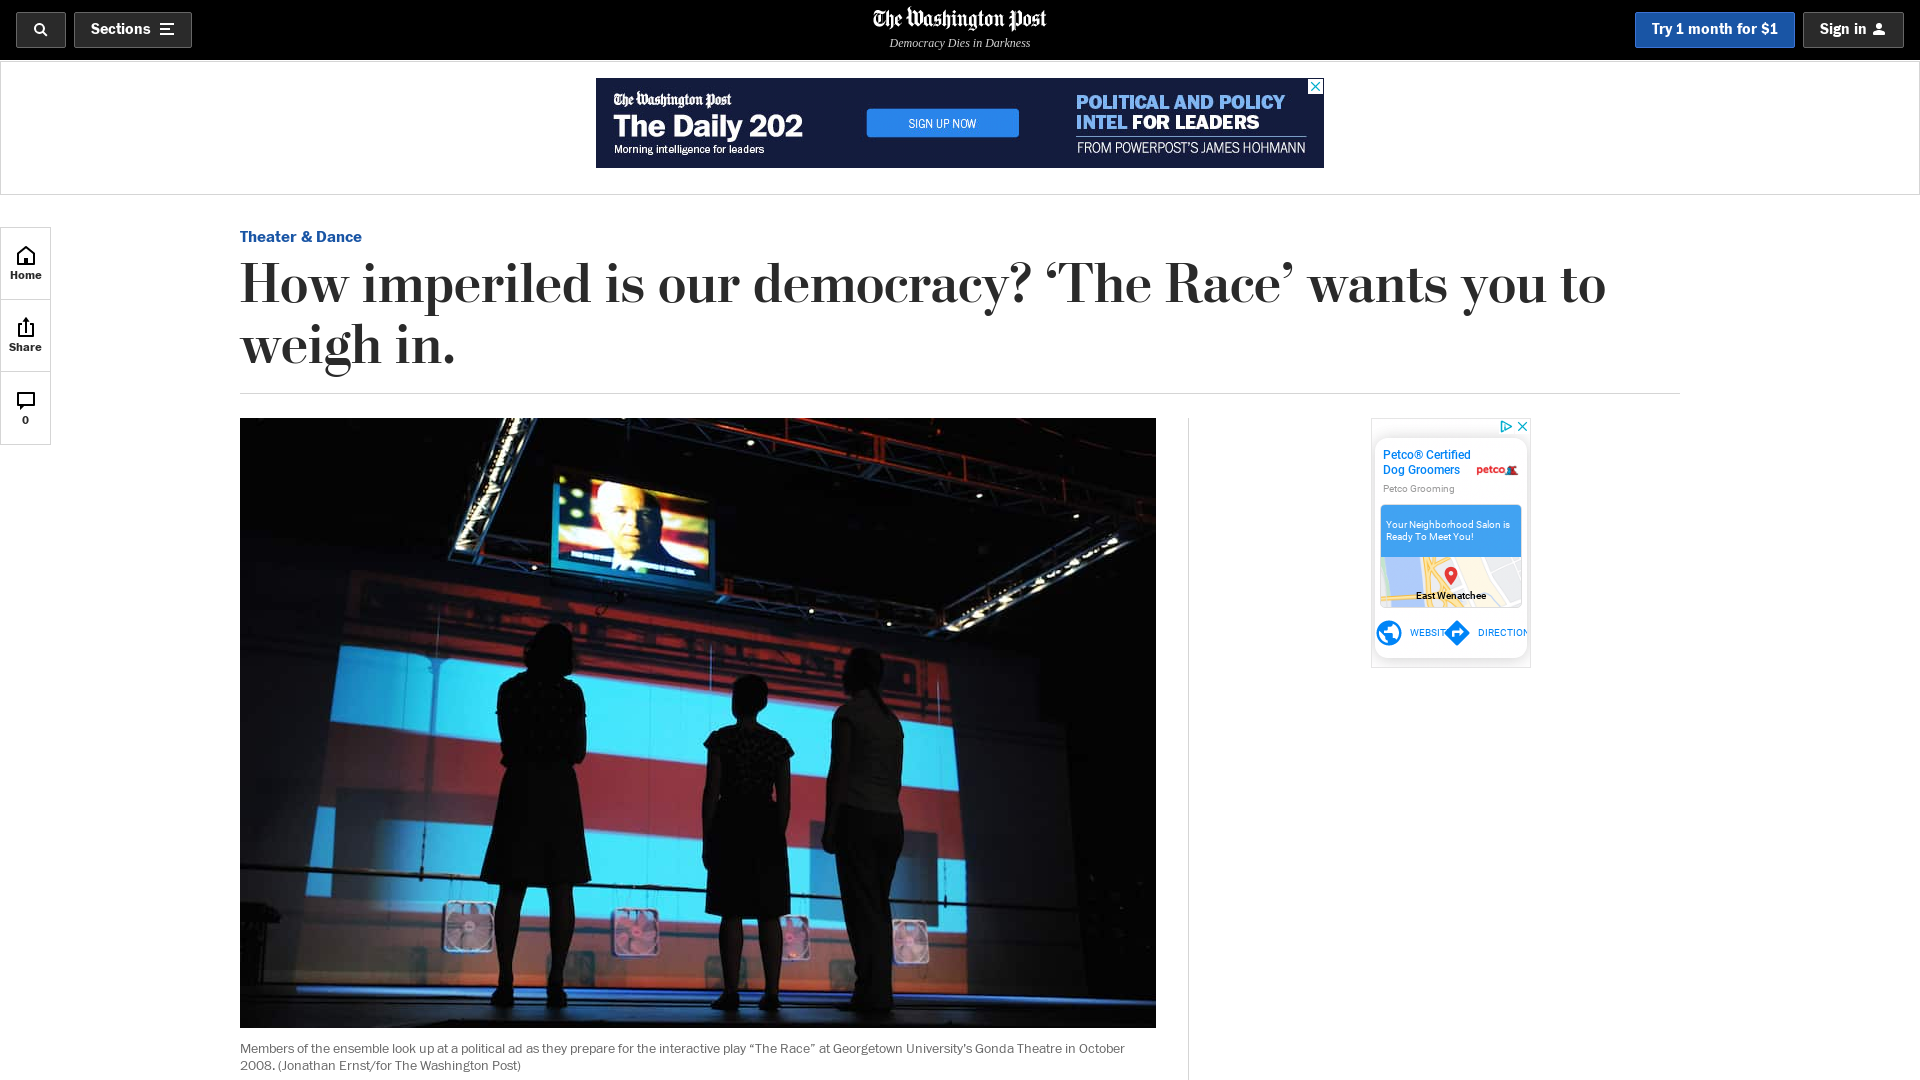 Sections
The Washington Post
Democracy Dies in Darkness
Try 1 month for $1
Sign in
The Washington Post
The Daily 202
Morning intelligence for leaders
SIGN UP NOW
POLITICAL AND POLICY
INTEL FOR LEADERS
FROM POWERPOST'S JAMES HOHMANN
Home
Share
0
Theater & Dance
How imperiled is our democracy? ‘The Race’ wants you to
weigh in.
Petco® Certified
Dog Groomers
petco
Petco Grooming
Your Neighborhood Salon is
Ready To Meet You!
East Wenatchee
WEBSIT
DIRECTION
Members of the ensemble look up at a political ad as they prepare for the interactive play “The Race” at Georgetown University’s Gonda Theatre in October
2008. (Jonathan Ernst/for The Washington Post)